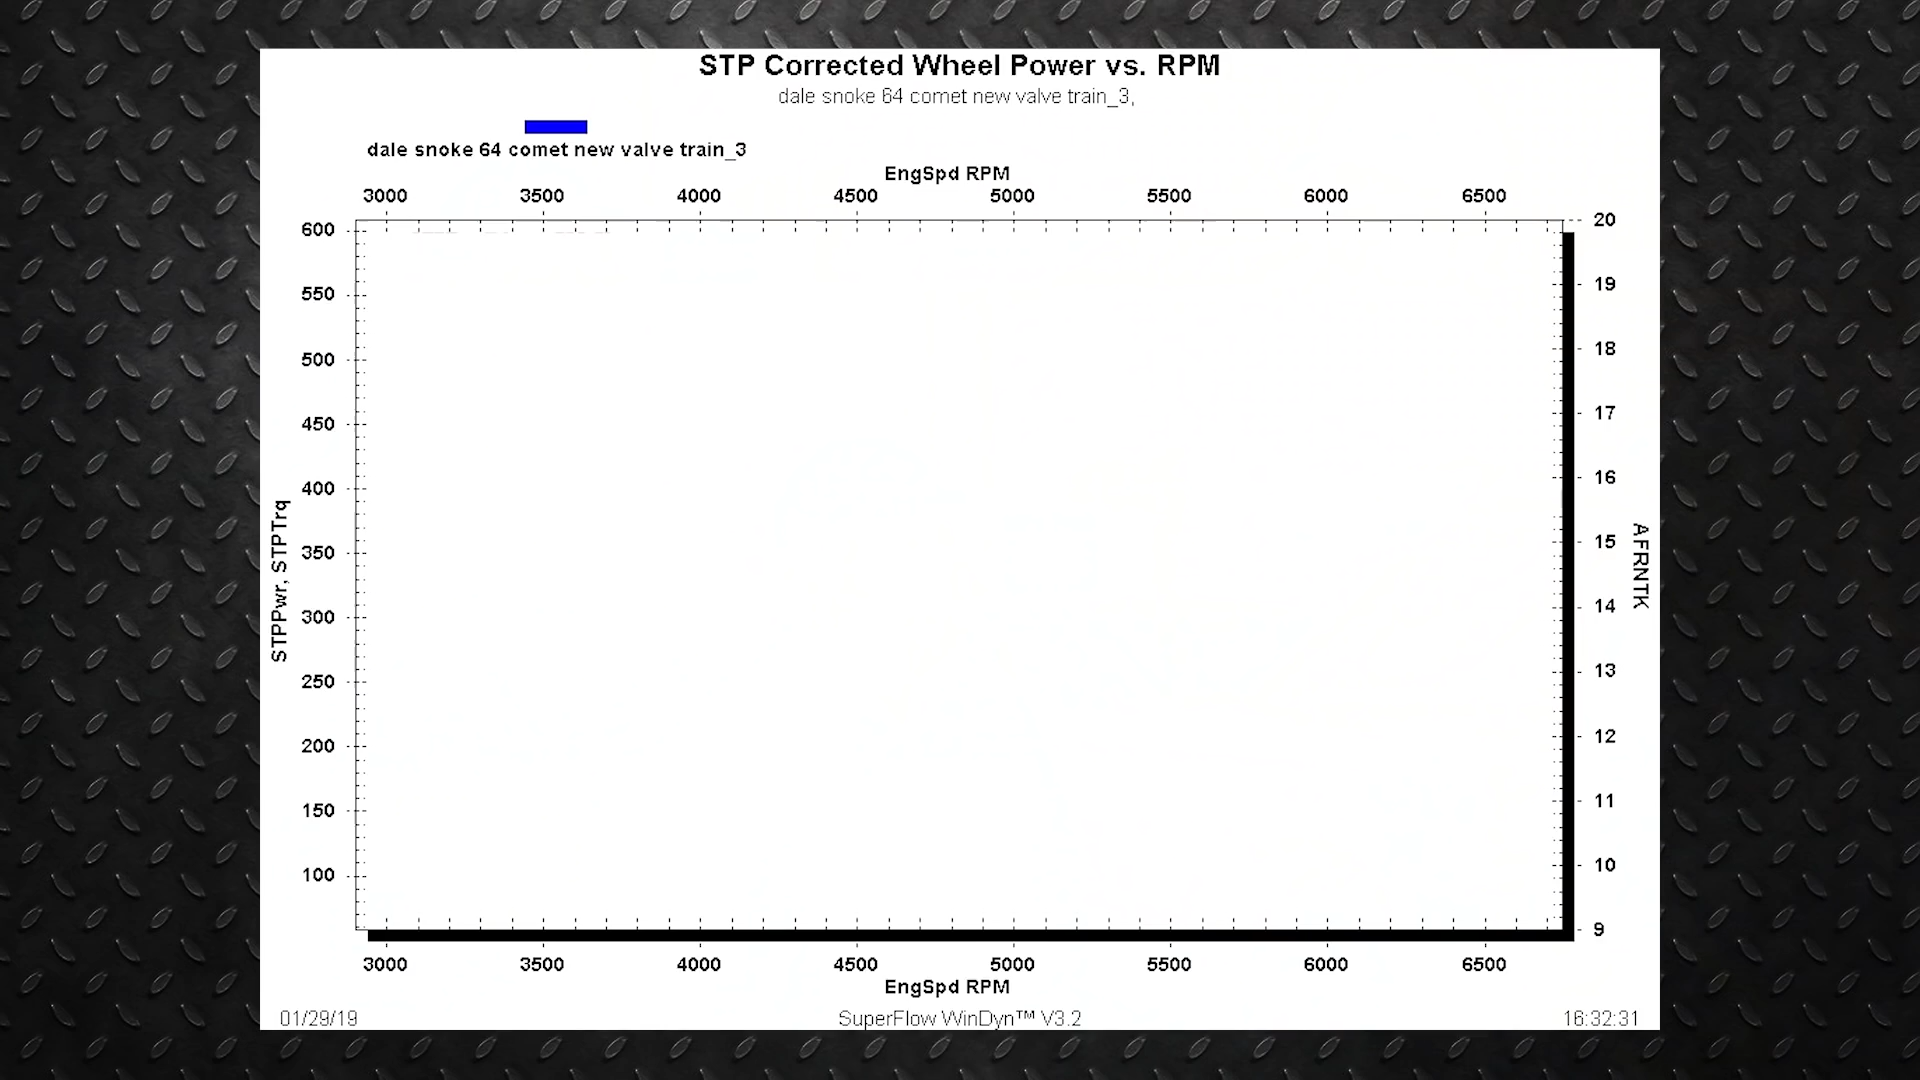 STP Corrected Wheel Power vs. RPM
dale snoke 64 comet new valve train_3,
dale snoke 64 comet new valve train_3
EngSpd RPM
3000 3500 4000 4500 5000 5500 6000 6500
600
550
500
450
400
350
300
250
200
150
100
STPPwr, STPTrq
20
19
18
17
16
15
14
13
12
11
10
9
AFRNTK
3000 3500 4000 4500 5000 5500 6000 6500
EngSpd RPM
01/29/19 SuperFlow WinDyn™ V3.2 16:32:31